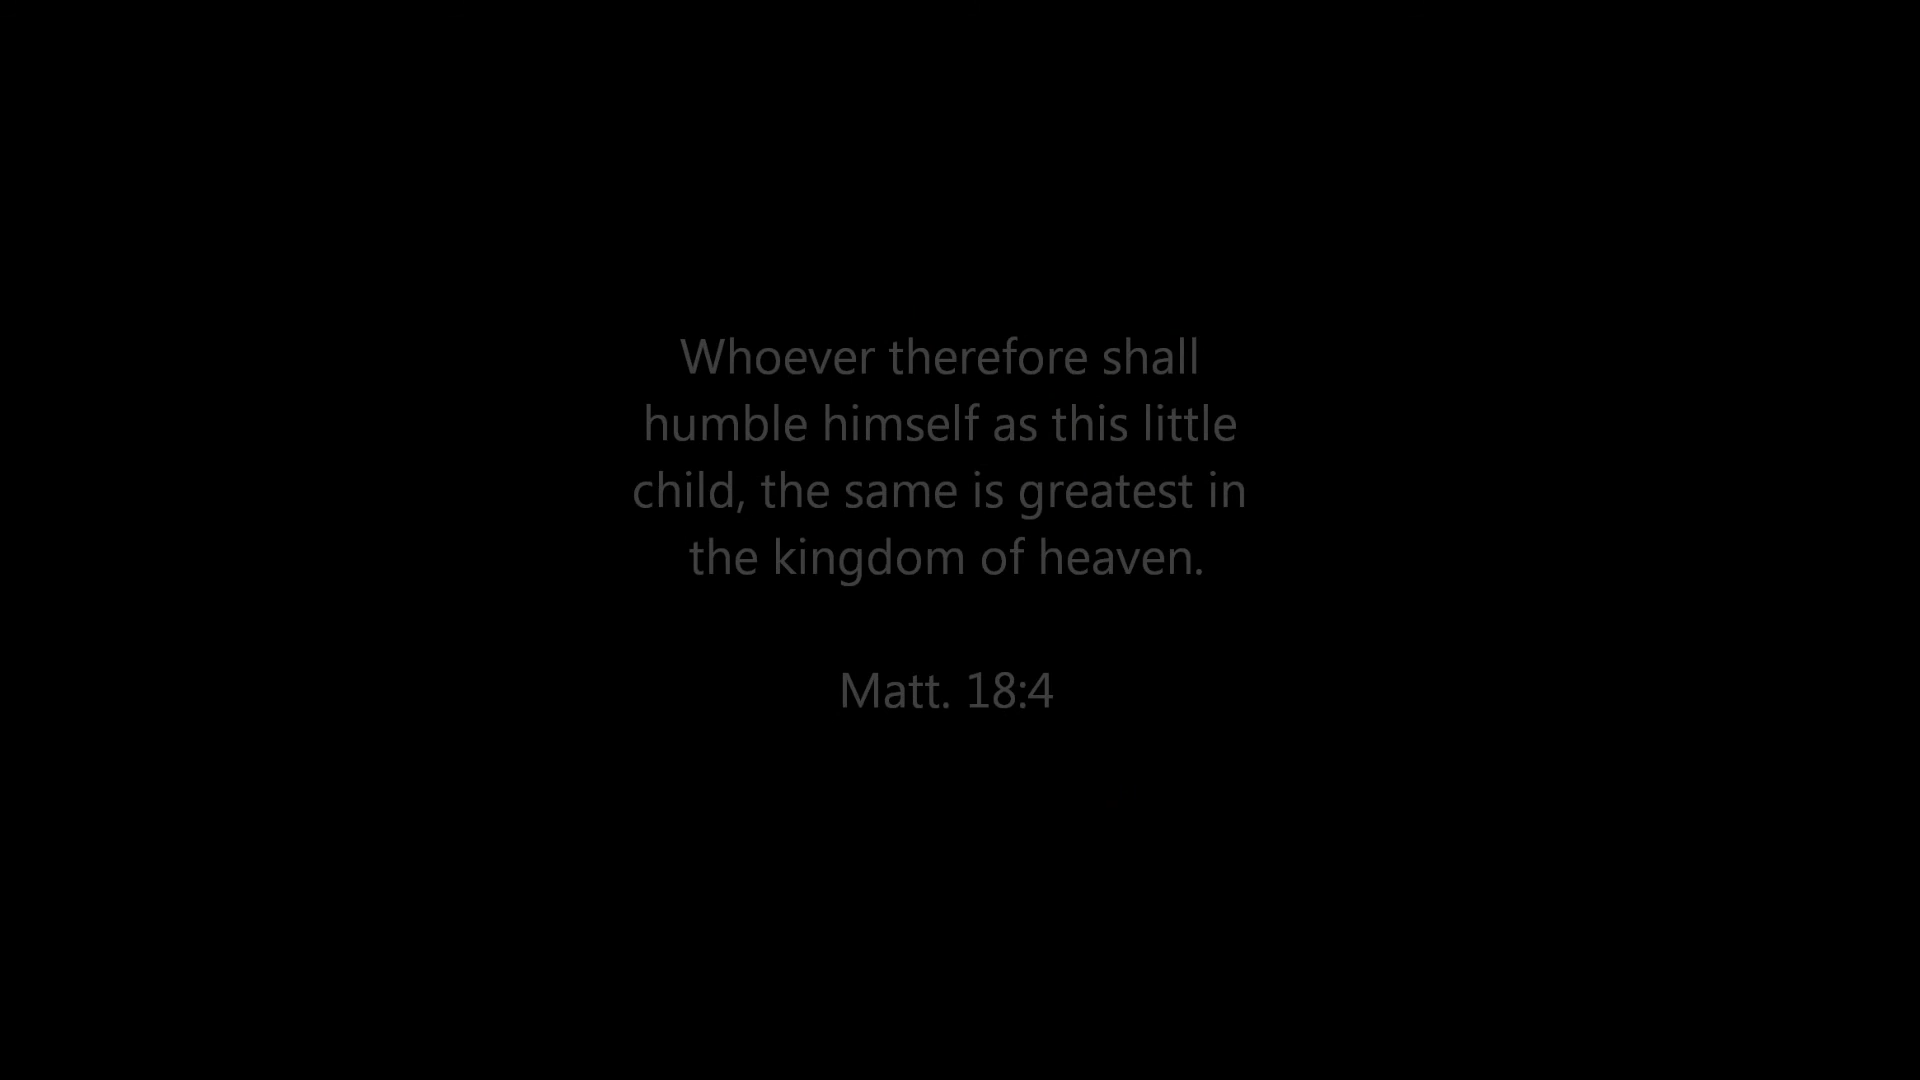 Whoever therefore shall
humble himself as this little
child, the same is greatest in
the kingdom of heaven.
Matt. 18:4